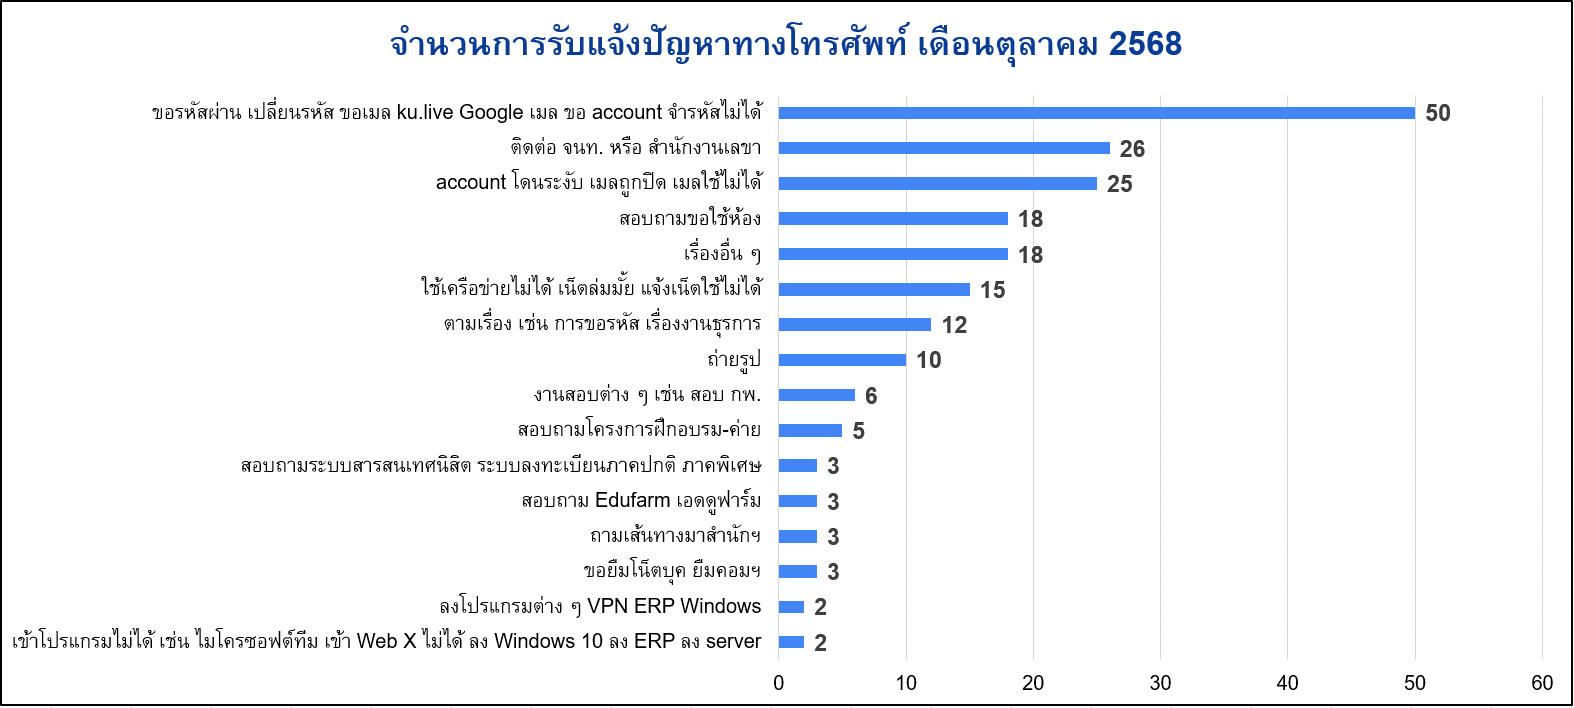 จำนวนการรับแจ้งปัญหาทางโทรศัพท์ เดือนตุลาคม 2568
ขอรหัสผ่าน เปลี่ยนรหัส ขอเมล ku.live Google เมล ขอ account จำรหัสไม่ได้ 50
ติดต่อ จนท. หรือ สำนักงานเลขา 26
account โดนระงับ เมลถูกปิด เมลใช้ไม่ได้ 25
สอบถามขอใช้ห้อง 18
เรื่องอื่น ๆ 18
ใช้เครือข่ายไม่ได้ เน็ตล่มมั้ย แจ้งเน็ตใช้ไม่ได้ 15
ตามเรื่อง เช่น การขอรหัส เรื่องงานธุรการ 12
ถ่ายรูป 10
งานสอบต่าง ๆ เช่น สอบ กพ. 6
สอบถามโครงการฝึกอบรม-ค่าย 5
สอบถามระบบสารสนเทศนิสิต ระบบลงทะเบียนภาคปกติ ภาคพิเศษ 3
สอบถาม Edufarm เอดดูฟาร์ม 3
ถามเส้นทางมาสำนักฯ 3
ขอยืมโน็ตบุค ยืมคอมฯ 3
ลงโปรแกรมต่าง ๆ VPN ERP Windows 2
เข้าโปรแกรมไม่ได้ เช่น ไมโครซอฟต์ทีม เข้า Web X ไม่ได้ ลง Windows 10 ลง ERP ลง server 2
0 10 20 30 40 50 60